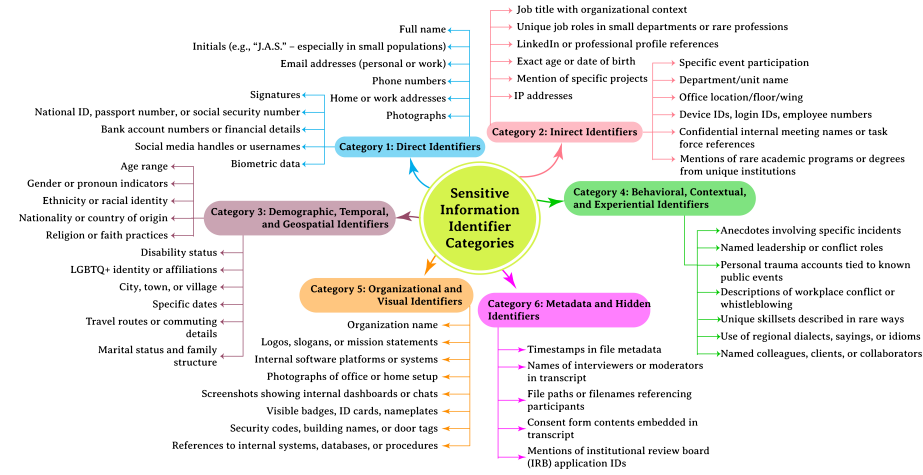 Sensitive
Information
Identifier
Categories
Category 1: Direct Identifiers
Full name
Initials (e.g., “J.A.S.” – especially in small populations)
Email addresses (personal or work)
Phone numbers
Home or work addresses
Photographs
Signatures
National ID, passport number, or social security number
Bank account numbers or financial details
Social media handles or usernames
Biometric data
Category 2: Inirect Identifiers
Job title with organizational context
Unique job roles in small departments or rare professions
LinkedIn or professional profile references
Exact age or date of birth
Mention of specific projects
IP addresses
Specific event participation
Department/unit name
Office location/floor/wing
Device IDs, login IDs, employee numbers
Confidential internal meeting names or task
force references
Mentions of rare academic programs or degrees
from unique institutions
Category 3: Demographic, Temporal,
and Geospatial Identifiers
Age range
Gender or pronoun indicators
Ethnicity or racial identity
Nationality or country of origin
Religion or faith practices
Disability status
LGBTQ+ identity or affiliations
City, town, or village
Specific dates
Travel routes or commuting
details
Marital status and family
structure
Category 4: Behavioral, Contextual,
and Experiential Identifiers
Anecdotes involving specific incidents
Named leadership or conflict roles
Personal trauma accounts tied to known
public events
Descriptions of workplace conflict or
whistleblowing
Unique skillsets described in rare ways
Use of regional dialects, sayings, or idioms
Named colleagues, clients, or collaborators
Category 5: Organizational and
Visual Identifiers
Organization name
Logos, slogans, or mission statements
Internal software platforms or systems
Photographs of office or home setup
Screenshots showing internal dashboards or chats
Visible badges, ID cards, nameplates
Security codes, building names, or door tags
References to internal systems, databases, or procedures
Category 6: Metadata and Hidden
Identifiers
Timestamps in file metadata
Names of interviewers or moderators
in transcript
File paths or filenames referencing
participants
Consent form contents embedded in
transcript
Mentions of institutional review board
(IRB) application IDs